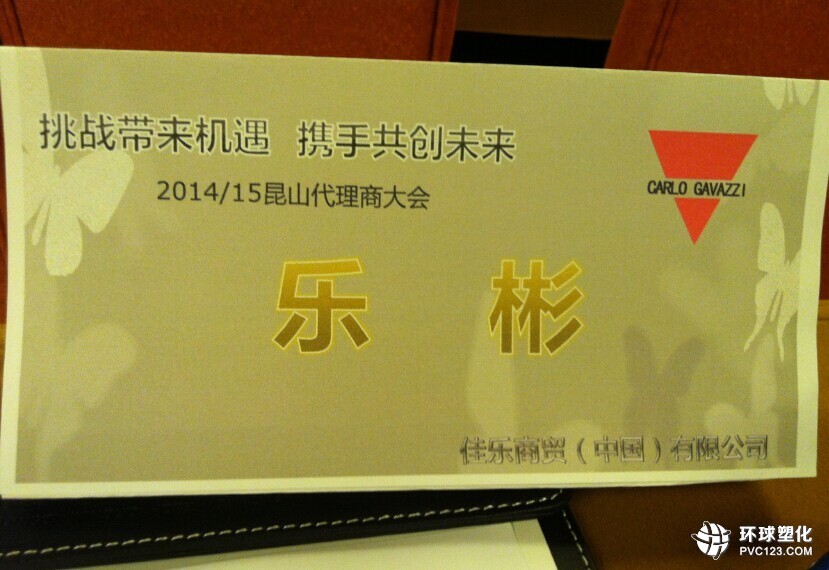 挑战带来机遇 携手共创未来
2014/15昆山代理商大会
CARLO GAVAZZI
乐 彬
佳乐商贸（中国）有限公司
环球塑化
PVC123.com